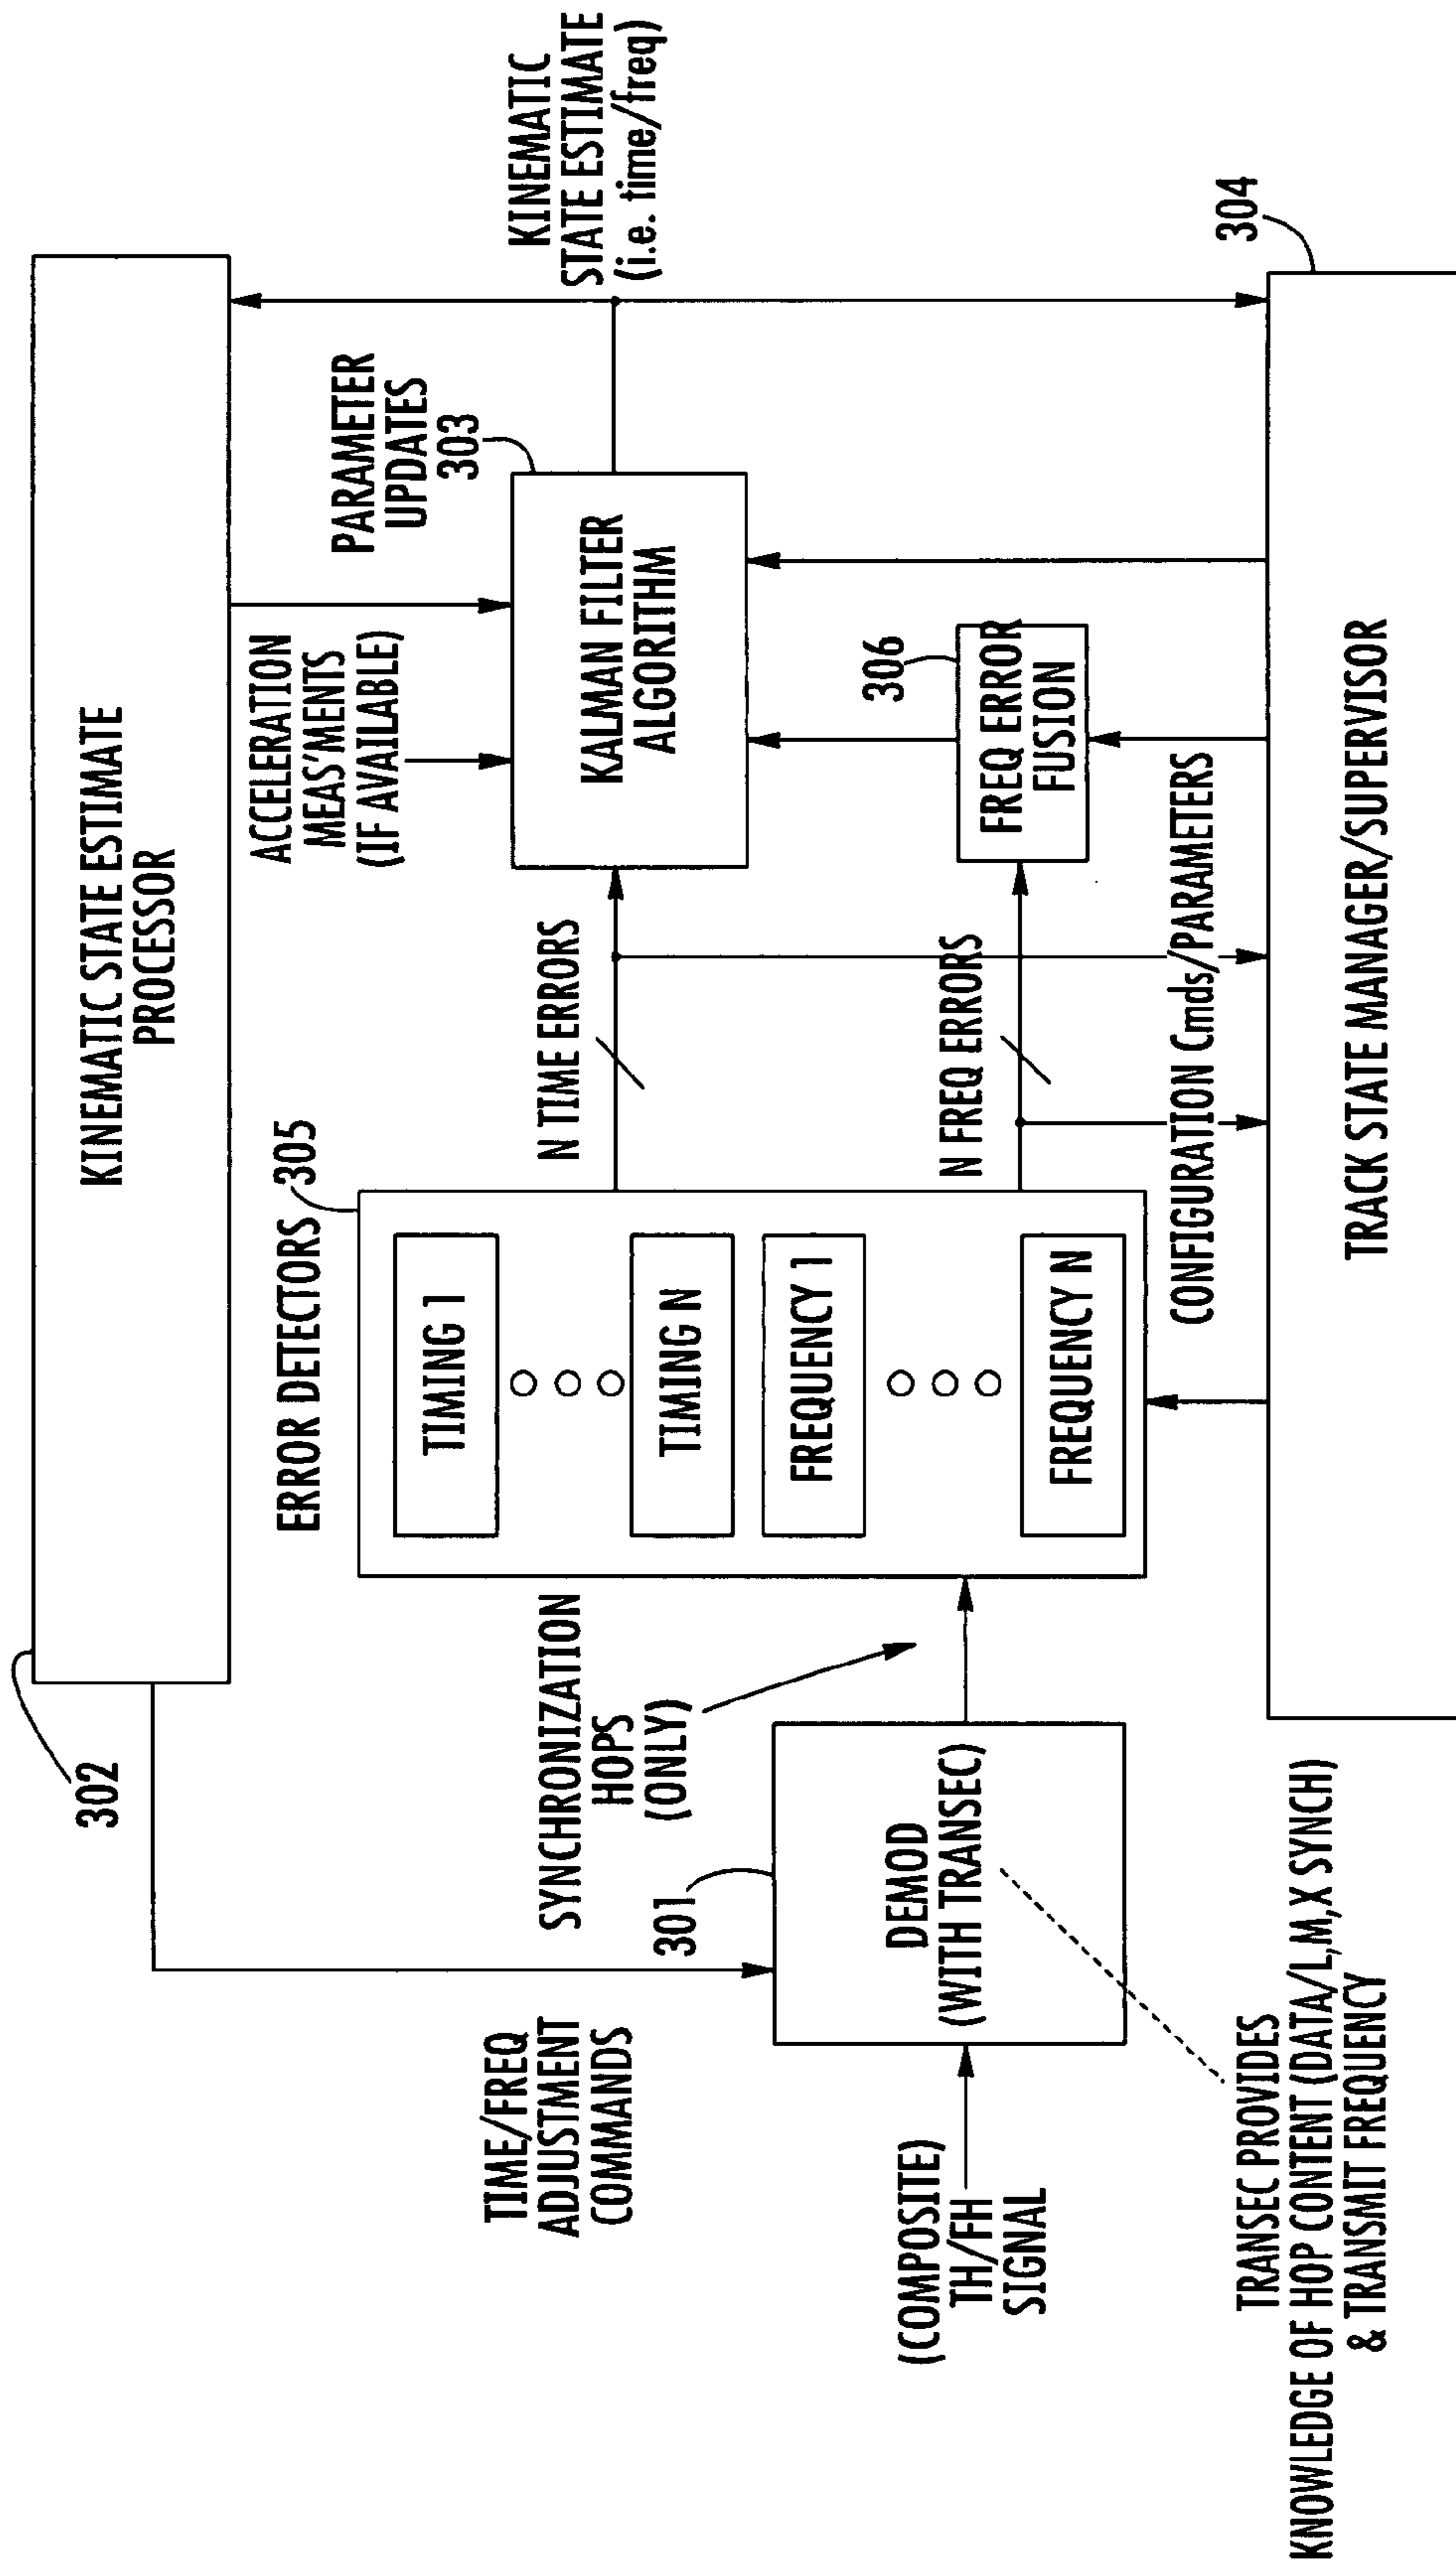 302
KINEMATIC STATE ESTIMATE
PROCESSOR
TIME/FREQ
ADJUSTMENT
COMMANDS
ERROR DETECTORS
305
ACCELERATION
MEAS'MENTS
(IF AVAILABLE)
PARAMETER
UPDATES
303
KINEMATIC
STATE ESTIMATE
(i.e. time/freq)
SYNCHRONIZATION
HOPS
(ONLY)
301
TIMING 1
TIMING N
FREQUENCY 1
FREQUENCY N
N TIME ERRORS
KALMAN FILTER
ALGORITHM
(COMPOSITE)
TH/FH
SIGNAL
DEMOD
(WITH TRANSEC)
N FREQ ERRORS
306
FREQ ERROR
FUSION
CONFIGURATION Cmds/PARAMETERS
304
TRANSEC PROVIDES
KNOWLEDGE OF HOP CONTENT (DATA/L,M,X SYNCH)
& TRANSMIT FREQUENCY
TRACK STATE MANAGER/SUPERVISOR